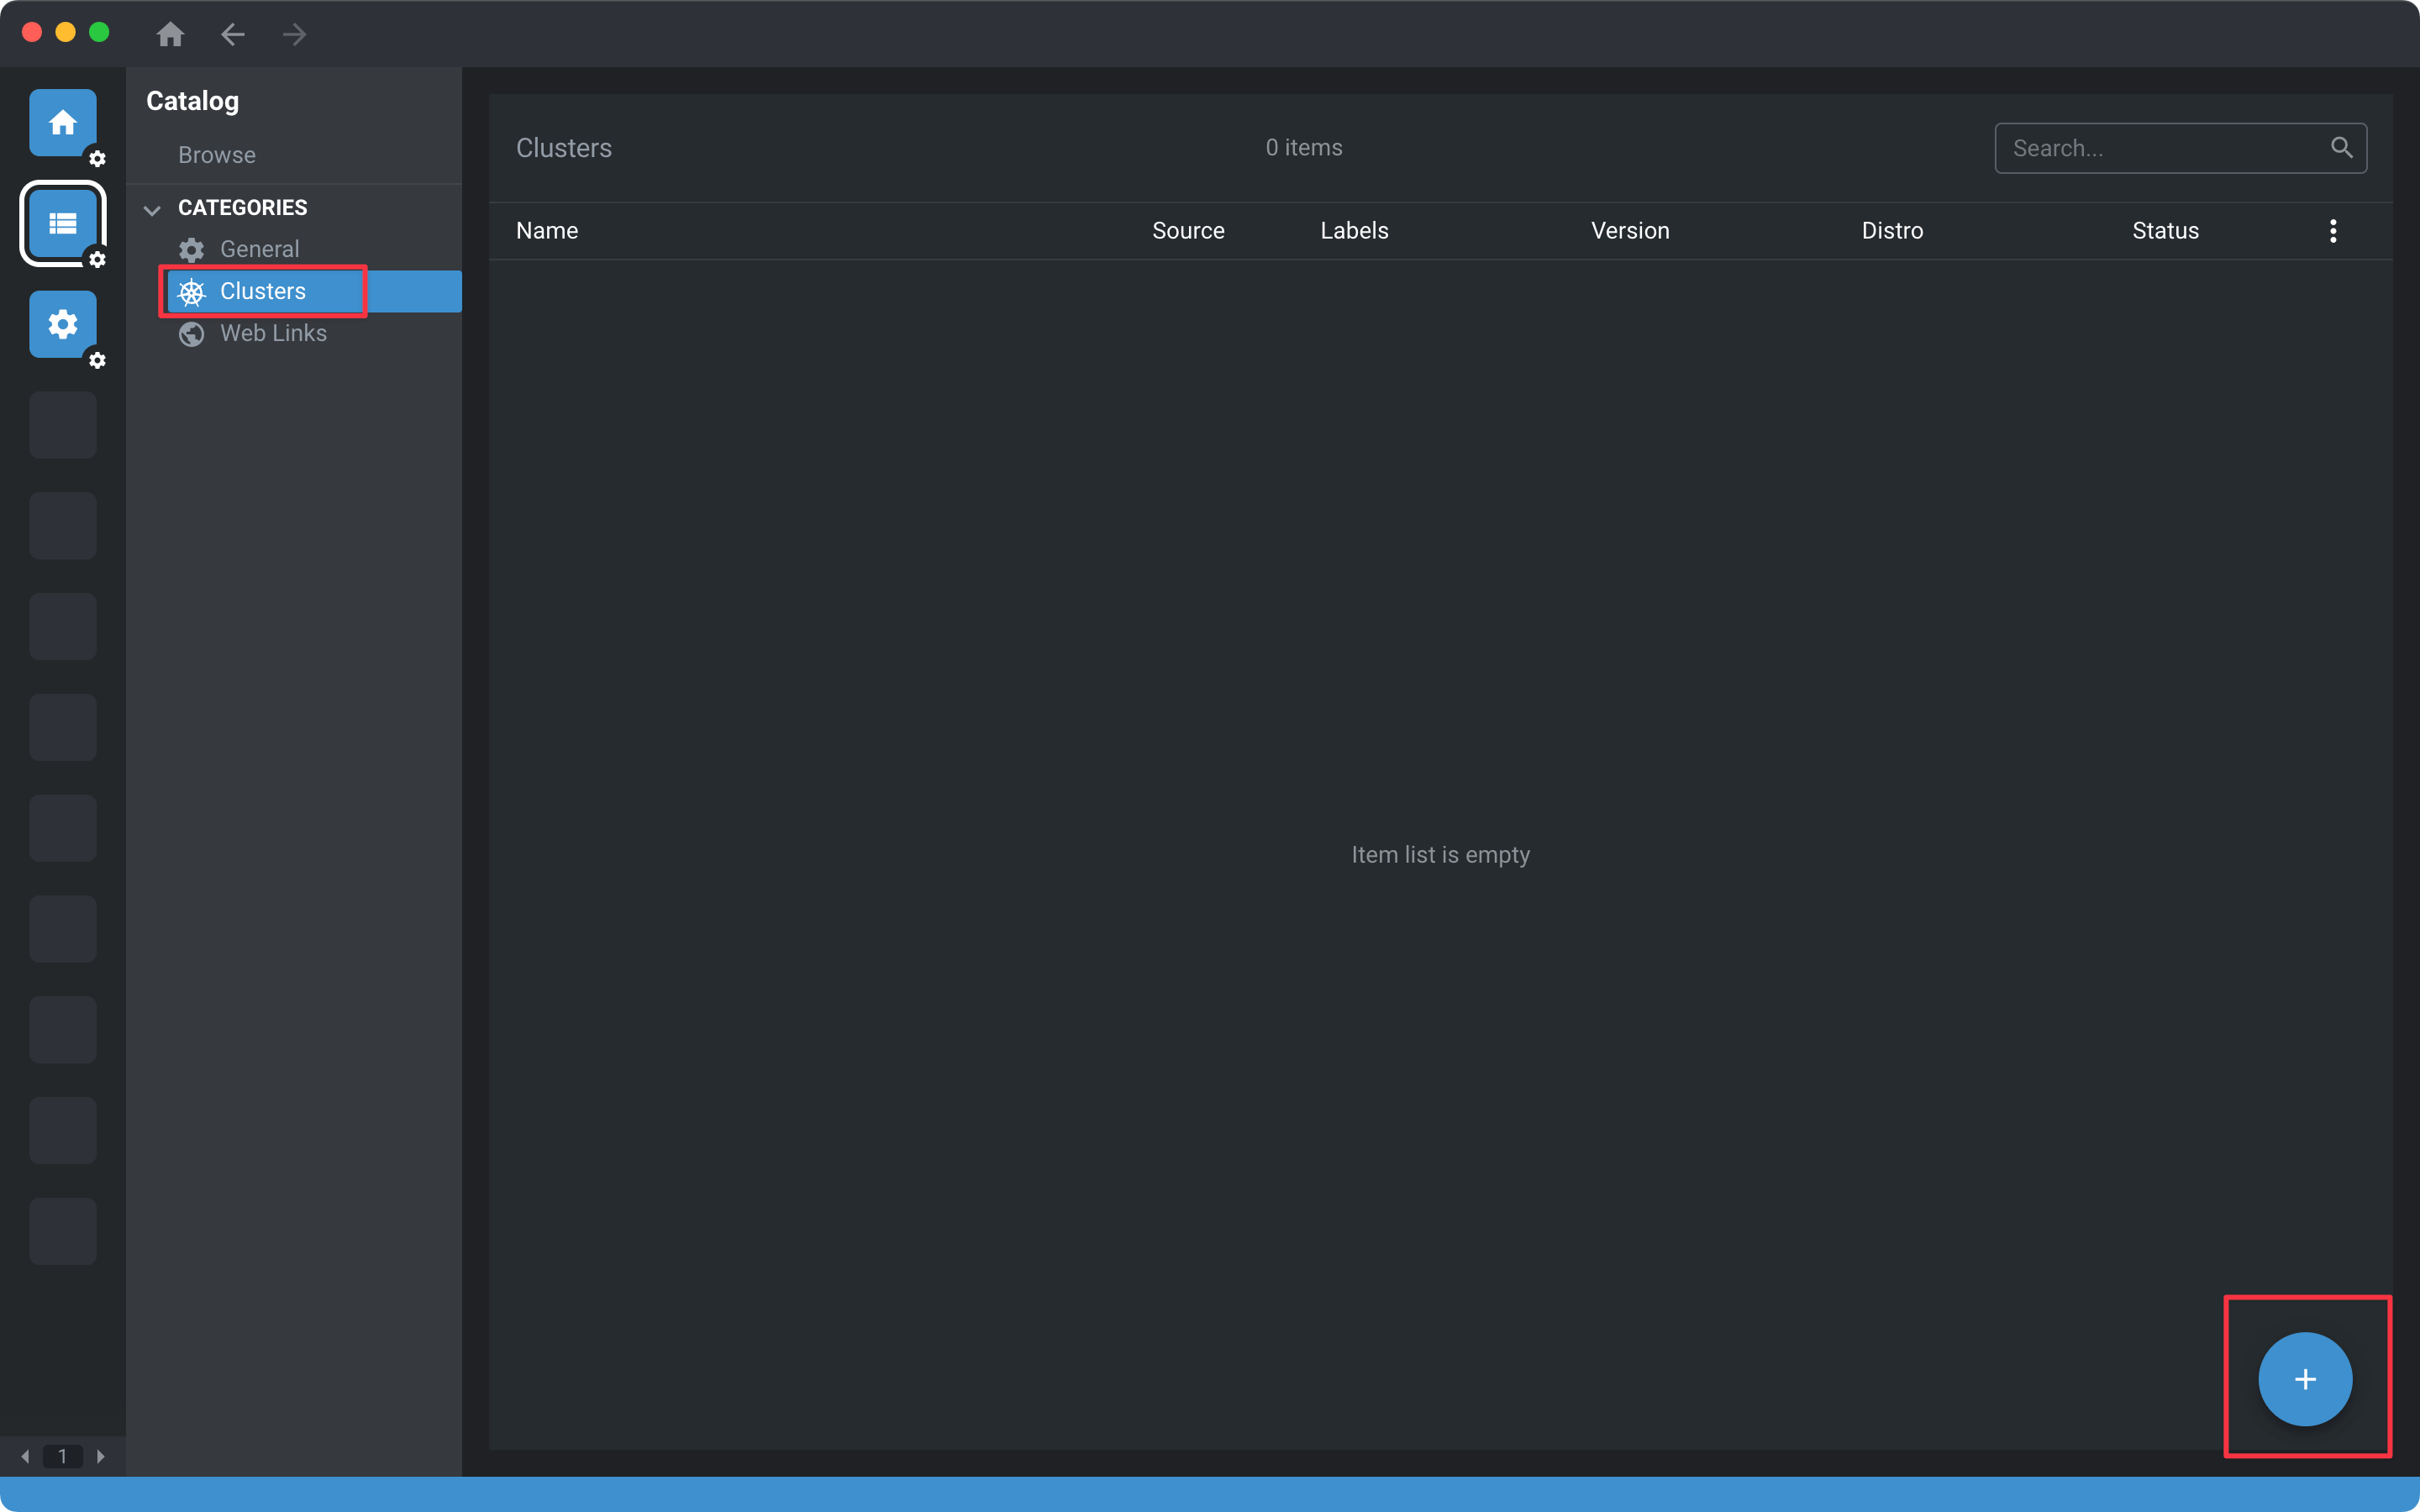 Catalog
Browse
CATEGORIES
General
Clusters
Web Links
Clusters
0 items
Search...
Name Source Labels Version Distro Status
Item list is empty
+
1